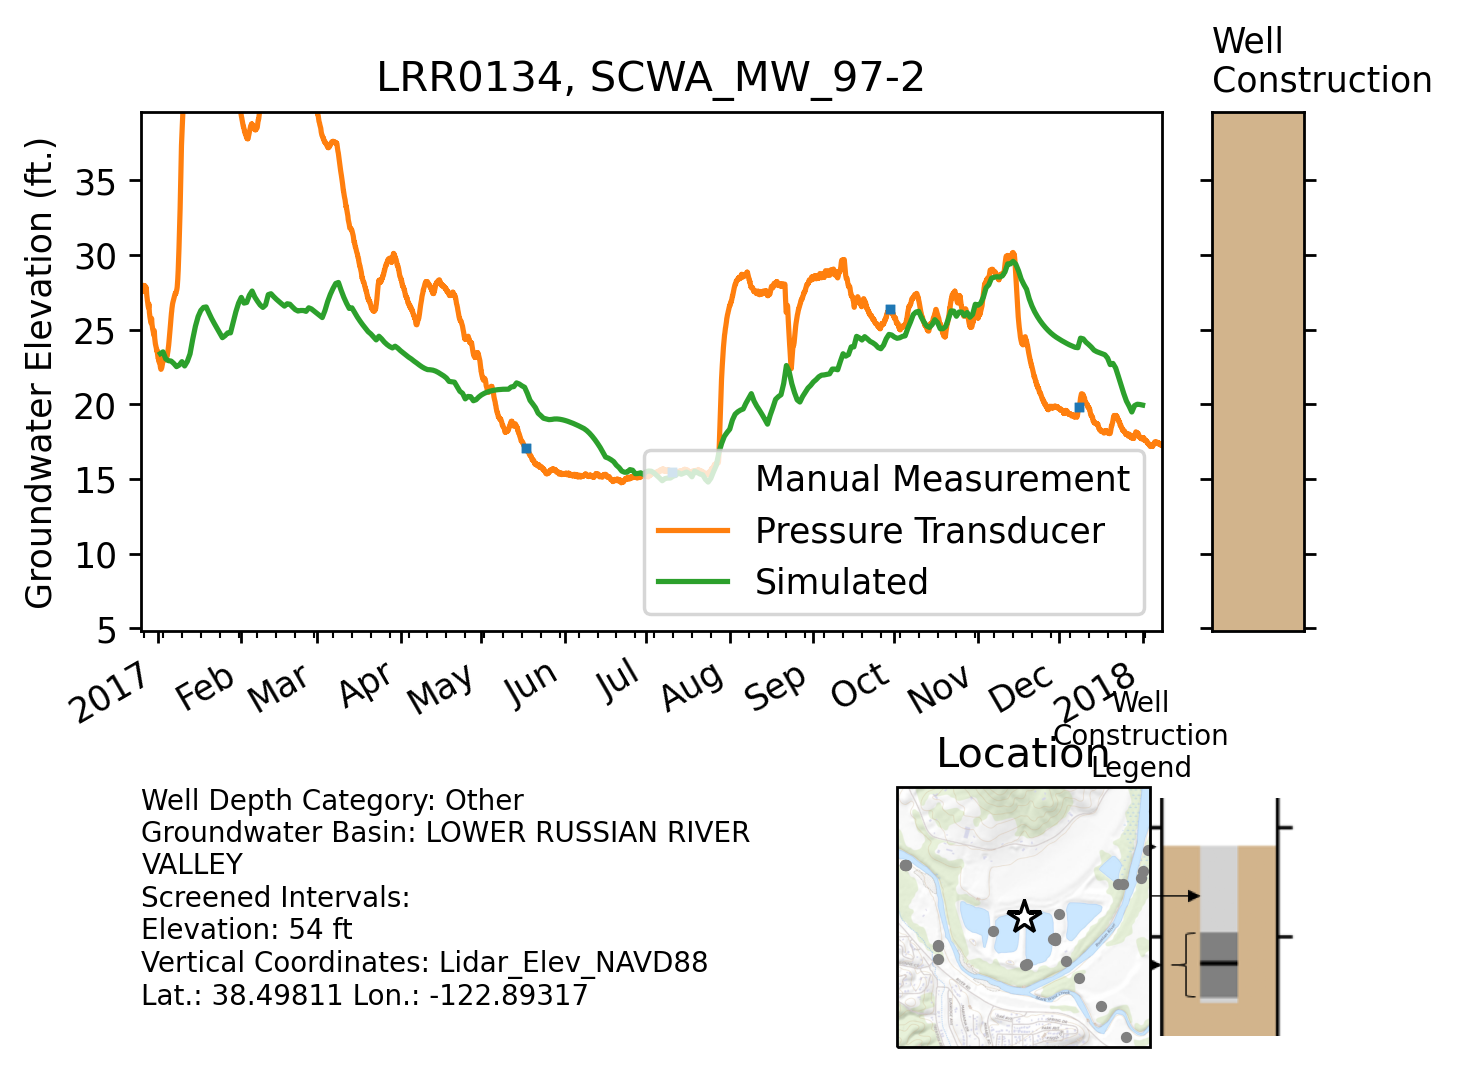 Well
Construction
LRR0134, SCWA_MW_97-2
Groundwater Elevation (ft.)
35
30
25
20
15
10
5
Manual Measurement
Pressure Transducer
Simulated
2017
Feb
Mar
Apr
May
Jun
Jul
Aug
Sep
Oct
Nov
Dec
2018
Well
Construction
Legend
Location
Well Depth Category: Other
Groundwater Basin: LOWER RUSSIAN RIVER
VALLEY
Screened Intervals:
Elevation: 54 ft
Vertical Coordinates: Lidar_Elev_NAVD88
Lat.: 38.49811 Lon.: -122.89317